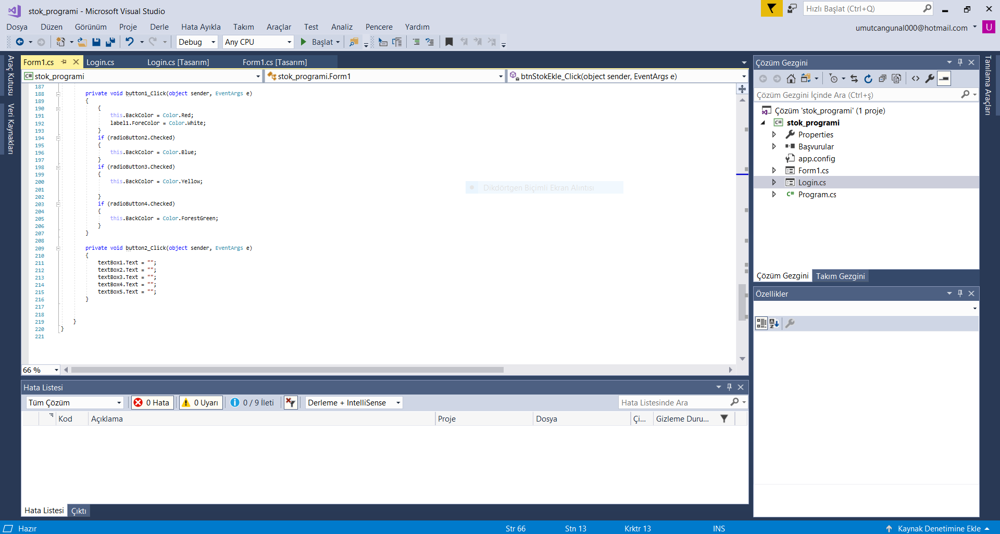 stok_programi - Microsoft Visual Studio
Hızlı Başlat (Ctrl+Q)
Dosya Düzen Görünüm Proje Derle Hata Ayıkla Takım Araçlar Test Analiz Pencere Yardım
umutcangunal000@hotmail.com U
Debug Any CPU Başlat
Araç Kutusu
Veri Kaynakları
Form1.cs Login.cs Login.cs [Tasarım] Form1.cs [Tasarım]
C# stok_programi stok_programi.Form1 btnStokEkle_Click(object sender, EventArgs e)
187
188 private void button1_Click(object sender, EventArgs e)
189 {
190 {
191 this.BackColor = Color.Red;
192 label1.ForeColor = Color.White;
193 }
194 if (radioButton2.Checked)
195 {
196 this.BackColor = Color.Blue;
197 }
198 if (radioButton3.Checked)
199 {
200 this.BackColor = Color.Yellow;
201
202 }
203 if (radioButton4.Checked)
204 {
205 this.BackColor = Color.ForestGreen;
206 }
207 }
208
209 private void button2_Click(object sender, EventArgs e)
210 {
211 textBox1.Text = "";
212 textBox2.Text = "";
213 textBox3.Text = "";
214 textBox4.Text = "";
215 textBox5.Text = "";
216 }
217
218
219 }
220 }
221
Dikdörtgen Biçimli Ekran Alıntısı
66 %
Hata Listesi
Tüm Çözüm 0 Hata 0 Uyarı 0 / 9 İleti Derleme + IntelliSense Hata Listesinde Ara
Kod Açıklama Proje Dosya Çi... Gizleme Duru...
Hata Listesi Çıktı
Çözüm Gezgini
Çözüm Gezgini İçinde Ara (Ctrl+ş)
Çözüm 'stok_programi' (1 proje)
C# stok_programi
Properties
Başvurular
app.config
Form1.cs
Login.cs
C# Program.cs
Çözüm Gezgini Takım Gezgini
Özellikler
Tanılama Araçları
Hazır Str 66 Stn 13 Krktr 13 INS Kaynak Denetimine Ekle